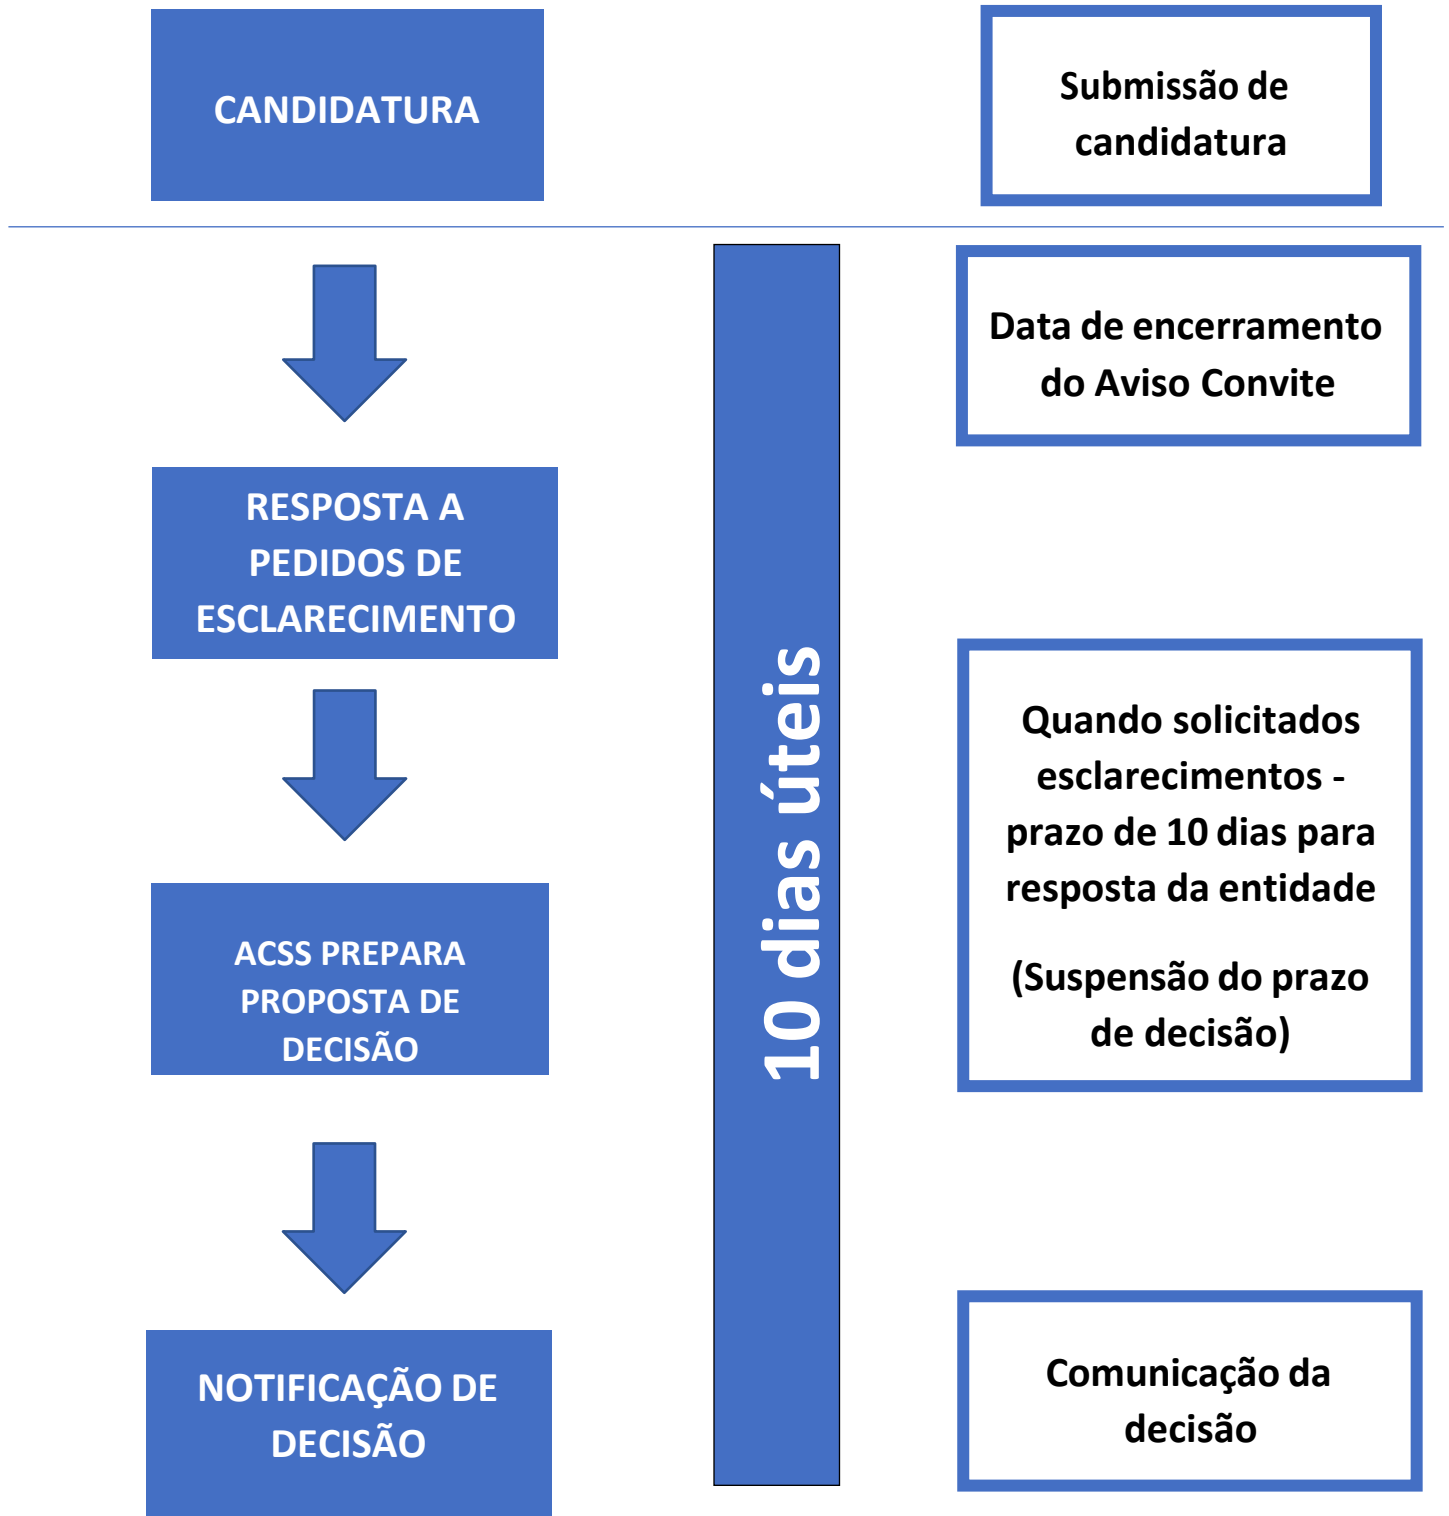 CANDIDATURA
Submissão de
candidatura
Data de encerramento
do Aviso Convite
RESPOSTA A
PEDIDOS DE
ESCLARECIMENTO
10 dias úteis
Quando solicitados
esclarecimentos -
prazo de 10 dias para
resposta da entidade
(Suspensão do prazo
de decisão)
ACSS PREPARA
PROPOSTA DE
DECISÃO
NOTIFICAÇÃO DE
DECISÃO
Comunicação da
decisão